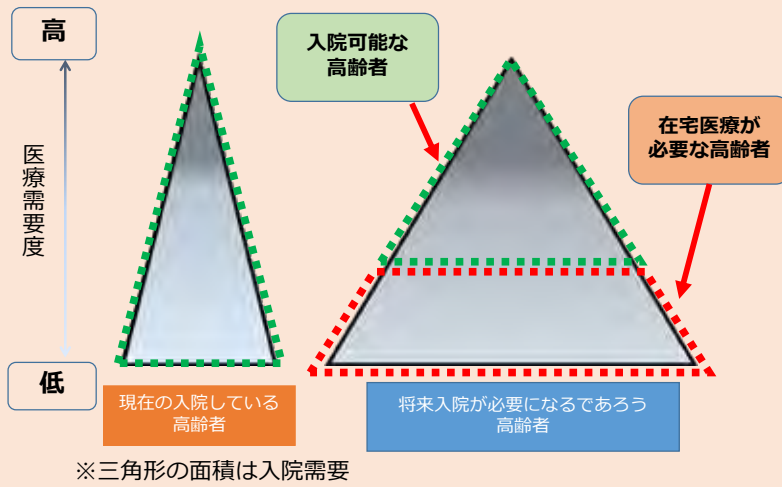 高
入院可能な
高齢者
在宅医療が
必要な高齢者
医療需要度
低
現在の入院している
高齢者
将来入院が必要になるであろう
高齢者
※三角形の面積は入院需要